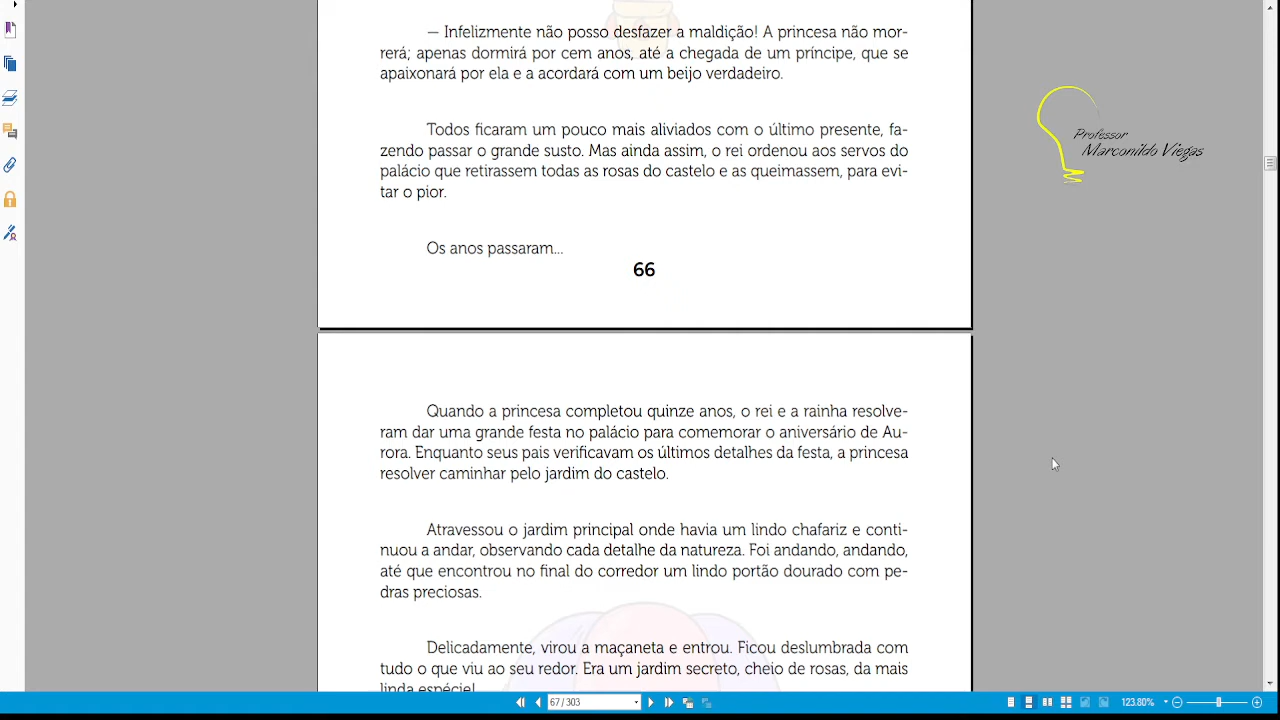 — Infelizmente não posso desfazer a maldição! A princesa não mor-
rerá; apenas dormirá por cem anos, até a chegada de um príncipe, que se
apaixonará por ela e a acordará com um beijo verdadeiro.
Todos ficaram um pouco mais aliviados com o último presente, fa-
zendo passar o grande susto. Mas ainda assim, o rei ordenou aos servos do
palácio que retirassem todas as rosas do castelo e as queimassem, para evi-
tar o pior.
Os anos passaram...
66
Professor
Marconildo Viegas
Quando a princesa completou quinze anos, o rei e a rainha resolve-
ram dar uma grande festa no palácio para comemorar o aniversário de Au-
rora. Enquanto seus pais verificavam os últimos detalhes da festa, a princesa
resolver caminhar pelo jardim do castelo.
Atravessou o jardim principal onde havia um lindo chafariz e conti-
nuou a andar, observando cada detalhe da natureza. Foi andando, andando,
até que encontrou no final do corredor um lindo portão dourado com pe-
dras preciosas.
Delicadamente, virou a maçaneta e entrou. Ficou deslumbrada com
tudo o que viu ao seu redor. Era um jardim secreto, cheio de rosas, da mais
linda espécie!
67 / 303
123.80%